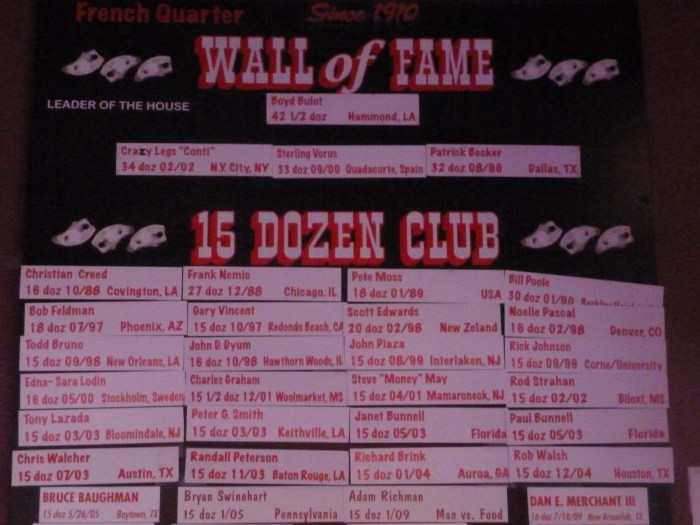 French Quarter Since 1910
WALL of FAME
LEADER OF THE HOUSE
Boyd Bulot
42 1/2 doz Hammond, LA
Crazy Legs "Conti"
34 doz 02/02 N.Y. City, NY
Sterling Vorus
33 doz 09/00 Quadacorte, Spain
Patrick Becker
32 doz 08/96 Dallas, TX
15 DOZEN CLUB
Christian Creed
16 doz 10/88 Covington, LA
Frank Nemic
27 doz 12/88 Chicago, IL
Pete Moss
18 doz 01/89 USA
Bill Poole
30 doz 01/90
Bob Feldman
18 doz 07/97 Phoenix, AZ
Gary Vincent
15 doz 10/97 Redondo Beach, CA
Scott Edwards
20 doz 02/98 New Zeland
Noelle Pascal
16 doz 02/98 Denver, CO
Todd Bruno
15 doz 09/98 New Orleans, LA
John D. Dyum
16 doz 10/98 Hawthorn Woods, IL
John Plaza
15 doz 08/99 Interlaken, NJ
Rick Johnson
15 doz 09/99 Corne/University
Edna- Sara Lodin
16 doz 05/00 Stockholm, Sweden
Charles Graham
15 1/2 doz 12/01 Woolmarket, MS
Steve "Money" May
15 doz 04/01 Mamaroneck, NJ
Rod Strahan
15 doz 02/02 Biloxi, MS
Tony Lazada
15 doz 03/03 Bloomindale, NJ
Peter G. Smith
15 doz 03/03 Keithville, LA
Janet Bunnell
15 doz 05/03 Florida
Paul Bunnell
15 doz 05/03 Florida
Chris Walcher
15 doz 07/03 Austin, TX
Randall Peterson
15 doz 11/03 Baton Rouge, LA
Richard Brink
15 doz 01/04 Auroa, GA
Rob Walsh
15 doz 12/04 Houston, TX
BRUCE BAUGHMAN
15 doz 5/26/05 Baytown, TX
Bryan Swinehart
15 doz 1/05 Pennsylvania
Adam Richman
15 doz 1/09 Man vs. Food
DAN E. MERCHANT III
16 doz 7/18/09 New Braunfels, TX